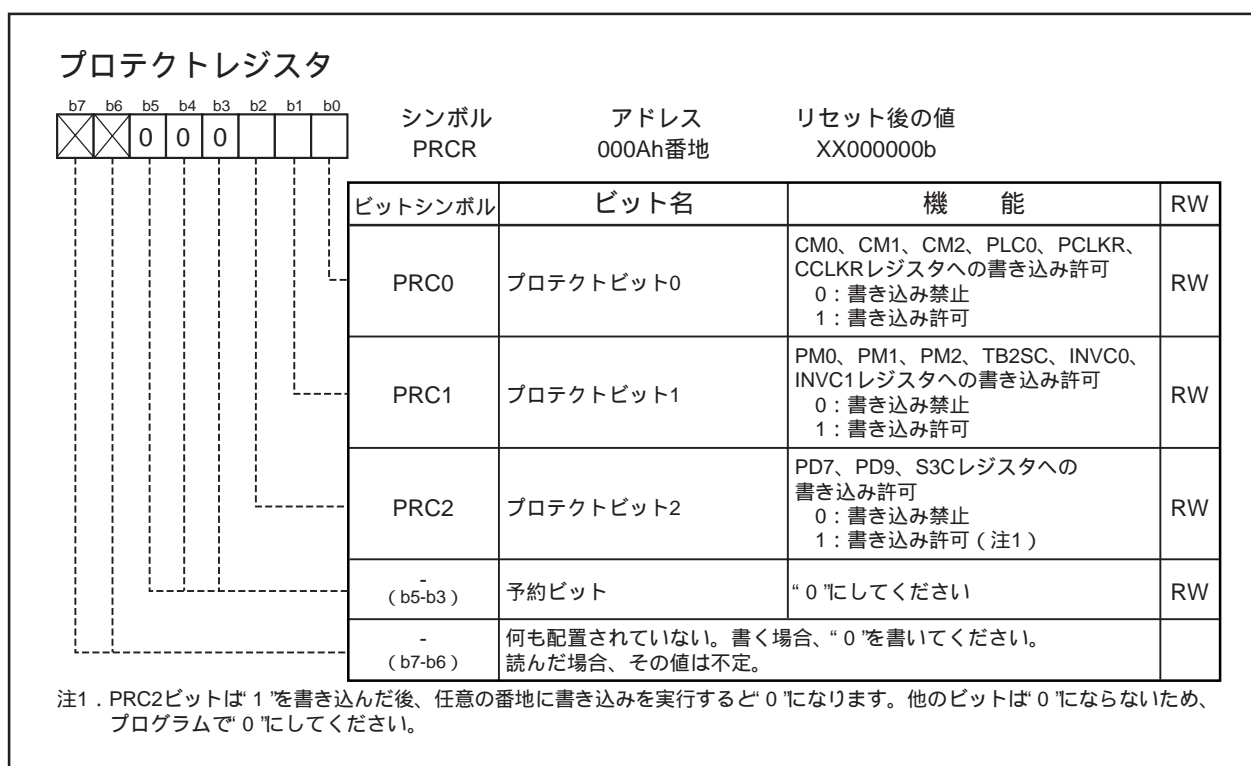 プロテクトレジスタ
b7 b6 b5 b4 b3 b2 b1 b0
0 0 0
シンボル アドレス リセット後の値
PRCR 000Ah番地 XX000000b
ビットシンボル ビット名 機 能 RW
PRC0 プロテクトビット0 RW
CM0、CM1、CM2、PLC0、PCLKR、
CCLKRレジスタへの書き込み許可
0:書き込み禁止
1:書き込み許可
PRC1 プロテクトビット1 RW
PM0、PM1、PM2、TB2SC、INVC0、
INVC1レジスタへの書き込み許可
0:書き込み禁止
1:書き込み許可
PRC2 プロテクトビット2 RW
PD7、PD9、S3Cレジスタへの
書き込み許可
0:書き込み禁止
1:書き込み許可(注1)
-
(b5-b3) 予約ビット “0”にしてください RW
-
(b7-b6)
何も配置されていない。書く場合、“0”を書いてください。
読んだ場合、その値は不定。
注1.PRC2ビットは“1”を書き込んだ後、任意の番地に書き込みを実行すると“0”になります。他のビットは“0”にならないため、
プログラムで“0”にしてください。